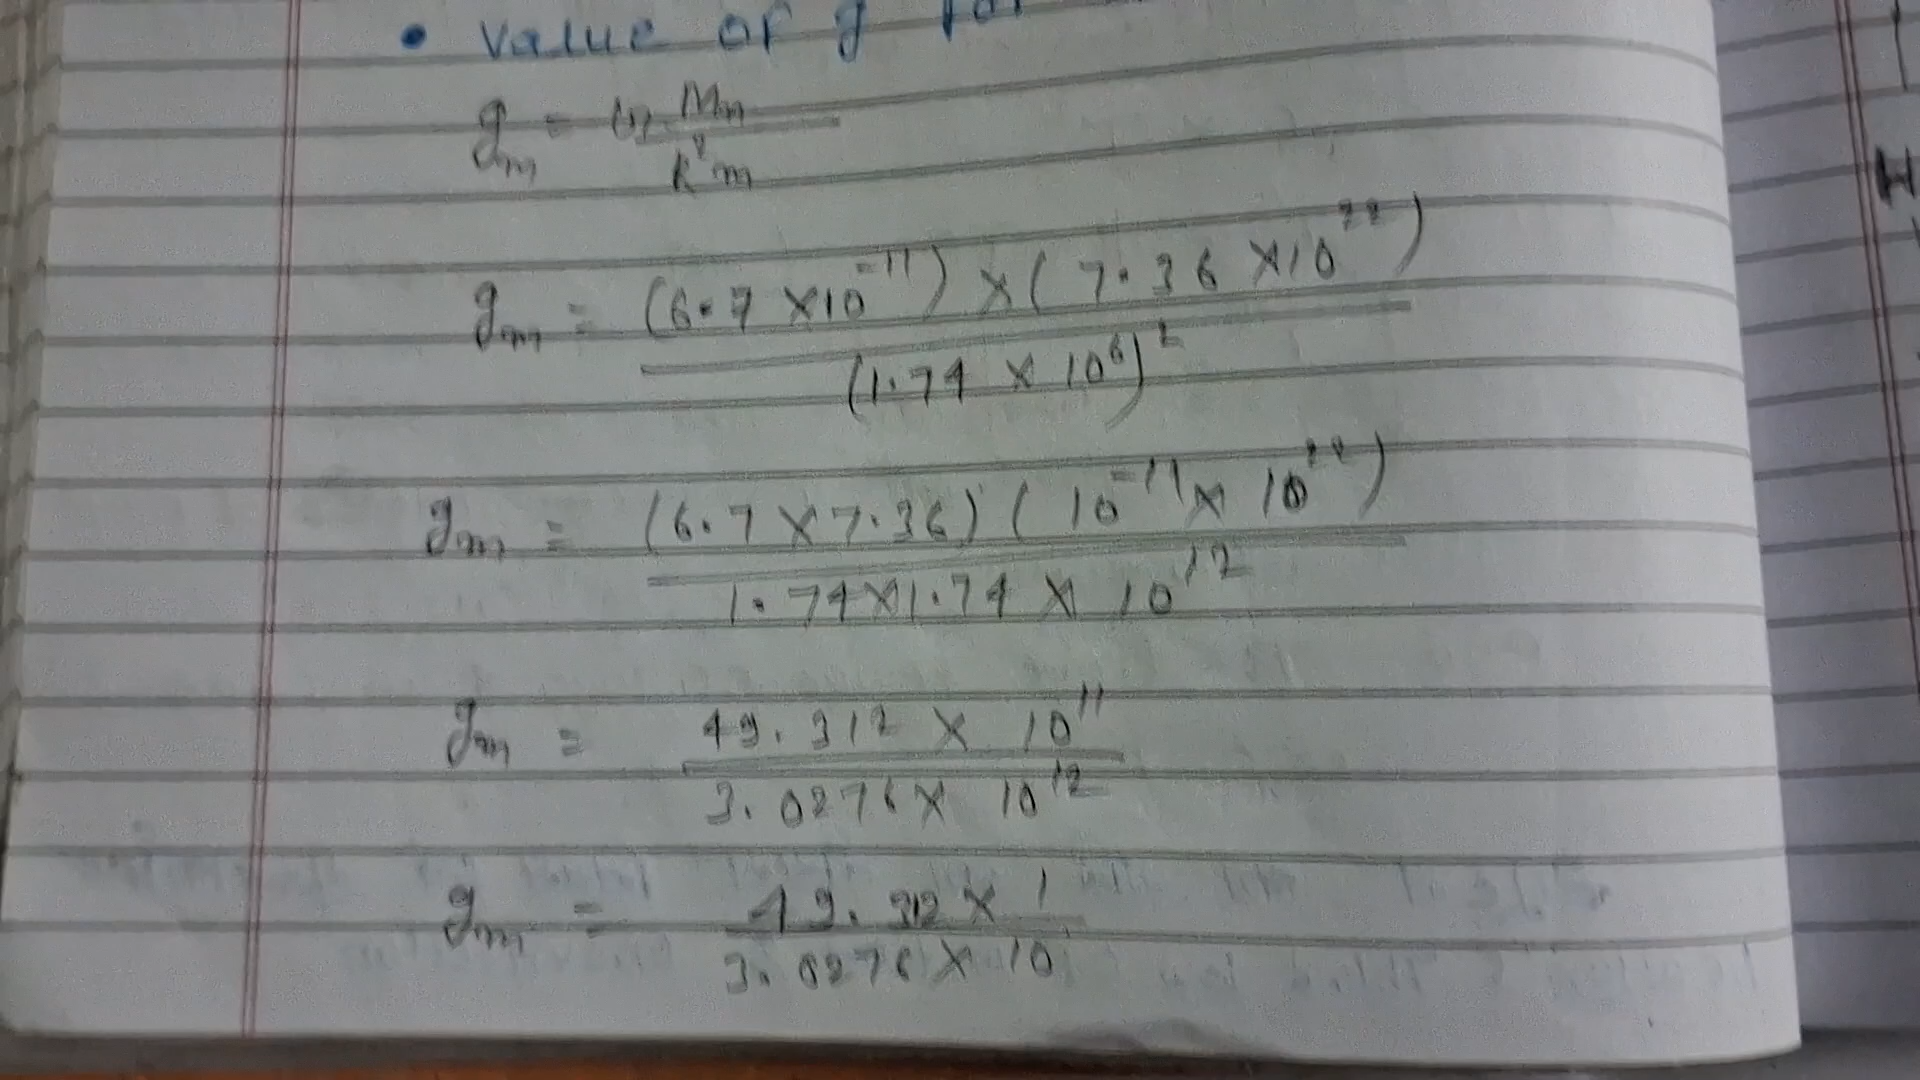 • Value of g for
gm = G Mm / R²m
gm = (6.7 ×10⁻¹¹) × ( 7.36 ×10²²) / (1.74 × 10⁶)²
gm = (6.7 ×7.36) ( 10⁻¹¹ × 10²²) / 1.74×1.74 × 10¹²
gm = 49.312 × 10¹¹ / 3.0276× 10¹²
gm = 49.312 × 1 / 3.0276 × 10